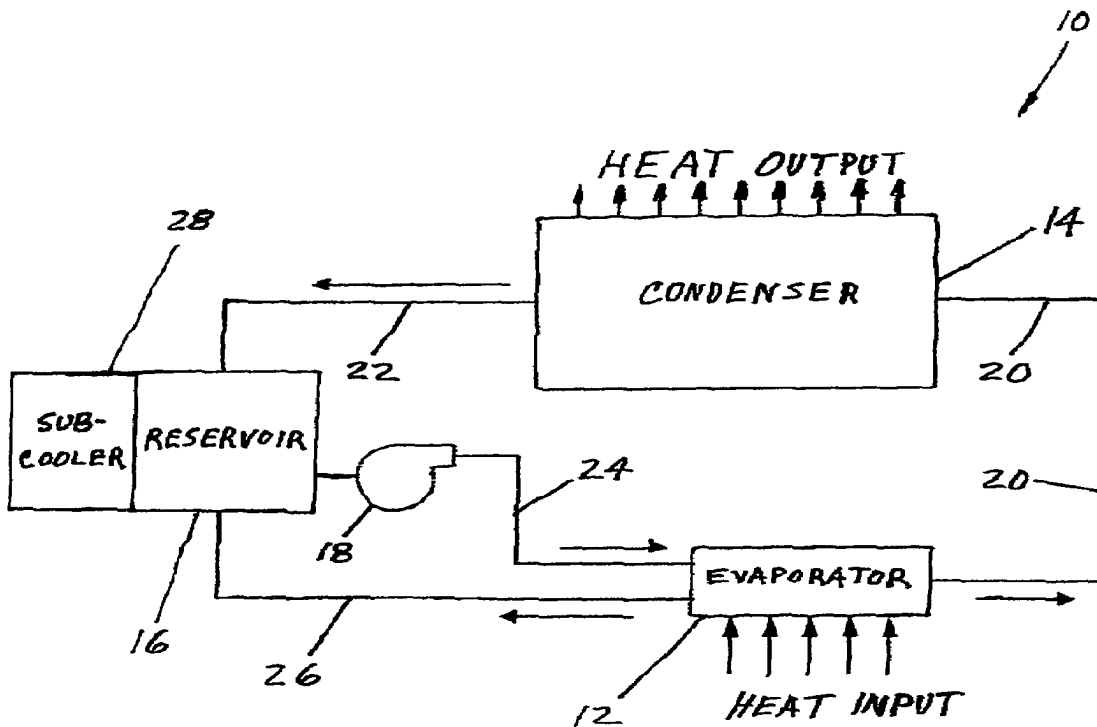 10
HEAT OUTPUT
28
14
CONDENSER
22
20
SUB-
COOLER
RESERVOIR
24
20
18
EVAPORATOR
16
26
12
HEAT INPUT